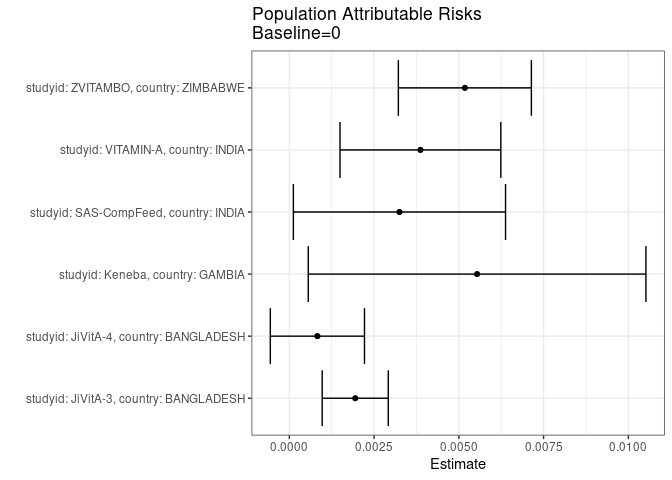 Population Attributable Risks
Baseline=0
studyid: ZVITAMBO, country: ZIMBABWE
studyid: VITAMIN-A, country: INDIA
studyid: SAS-CompFeed, country: INDIA
studyid: Keneba, country: GAMBIA
studyid: JiVitA-4, country: BANGLADESH
studyid: JiVitA-3, country: BANGLADESH
0.0000 0.0025 0.0050 0.0075 0.0100
Estimate